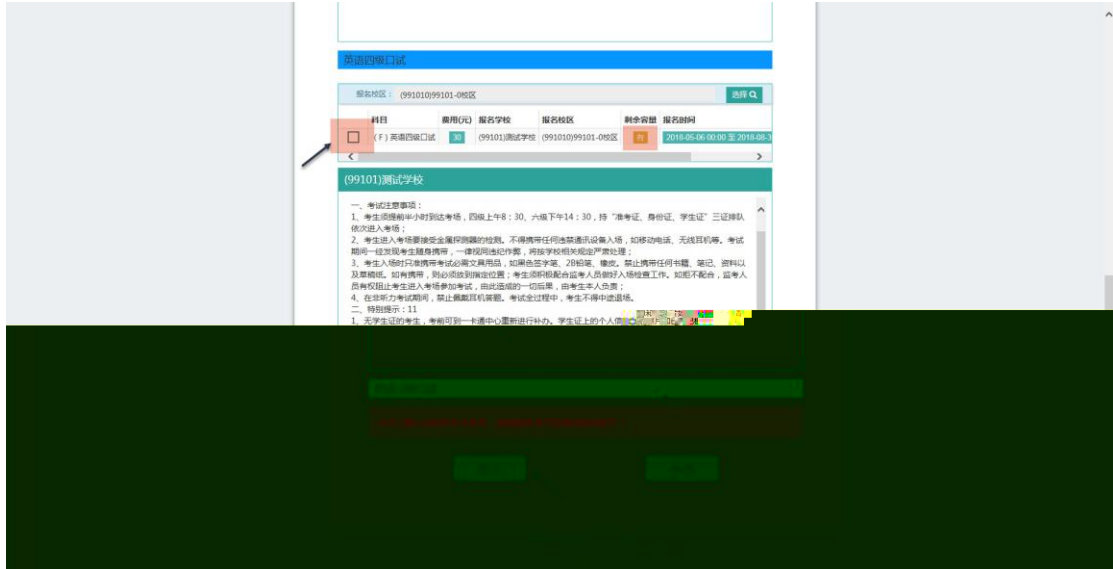 英语四级口试
报名校区： (991010)99101-0校区 选择
科目 费用(元) 报名学校 报名校区 剩余容量 报名时间
（F）英语四级口试 30 (99101)测试学校 (991010)99101-0校区 2018-05-06 00:00 至 2018-08-3
(99101)测试学校
一、考试注意事项：
1、考生须提前半小时到达考场，四级上午8：30、六级下午14：30，持“准考证、身份证、学生证”三证排队
依次进入考场；
2、考生进入考场要接受金属探测器的检测。不得携带任何违禁通讯设备入场，如移动电话、无线耳机等。考试
期间一经发现考生随身携带，一律视同违纪作弊，将按学校相关规定严肃处理；
3、考生入场时只准携带考试必需文具用品，如黑色签字笔、2B铅笔、橡皮。禁止携带任何书籍、笔记、资料以
及草稿纸。如有携带，则必须放到指定位置；考生须积极配合监考人员做好入场检查工作。如拒不配合，监考人
员有权阻止考生进入考场参加考试，由此造成的一切后果，由考生本人负责；
4、在非听力考试期间，禁止佩戴耳机答题。考试全过程中，考生不得中途退场。
二、特别提示：11
1、无学生证的考生，考前可到一卡通中心重新进行补办。学生证上的个人信